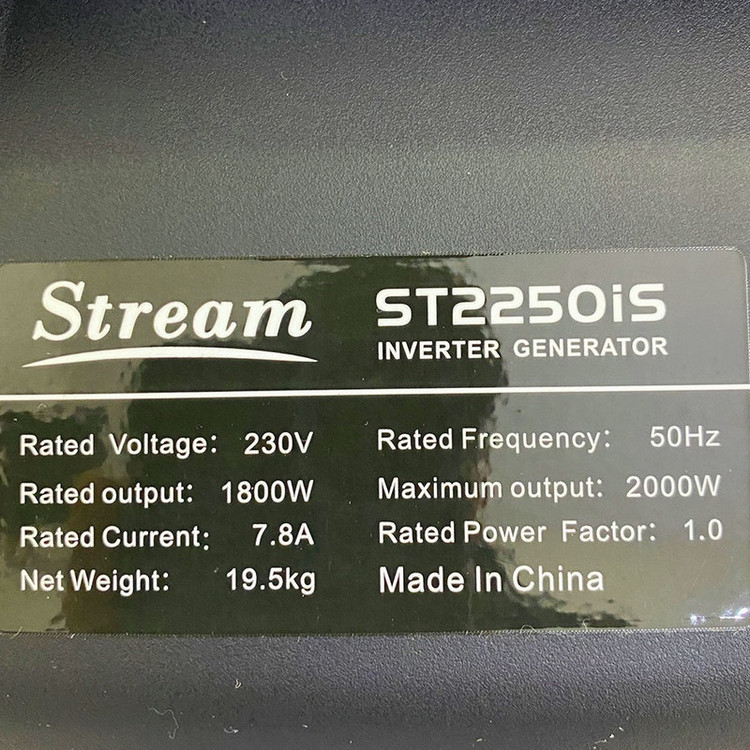 Stream
ST2250iS
INVERTER GENERATOR
Rated Voltage: 230V
Rated Frequency: 50Hz
Rated output: 1800W
Maximum output: 2000W
Rated Current: 7.8A
Rated Power Factor: 1.0
Net Weight: 19.5kg
Made In China